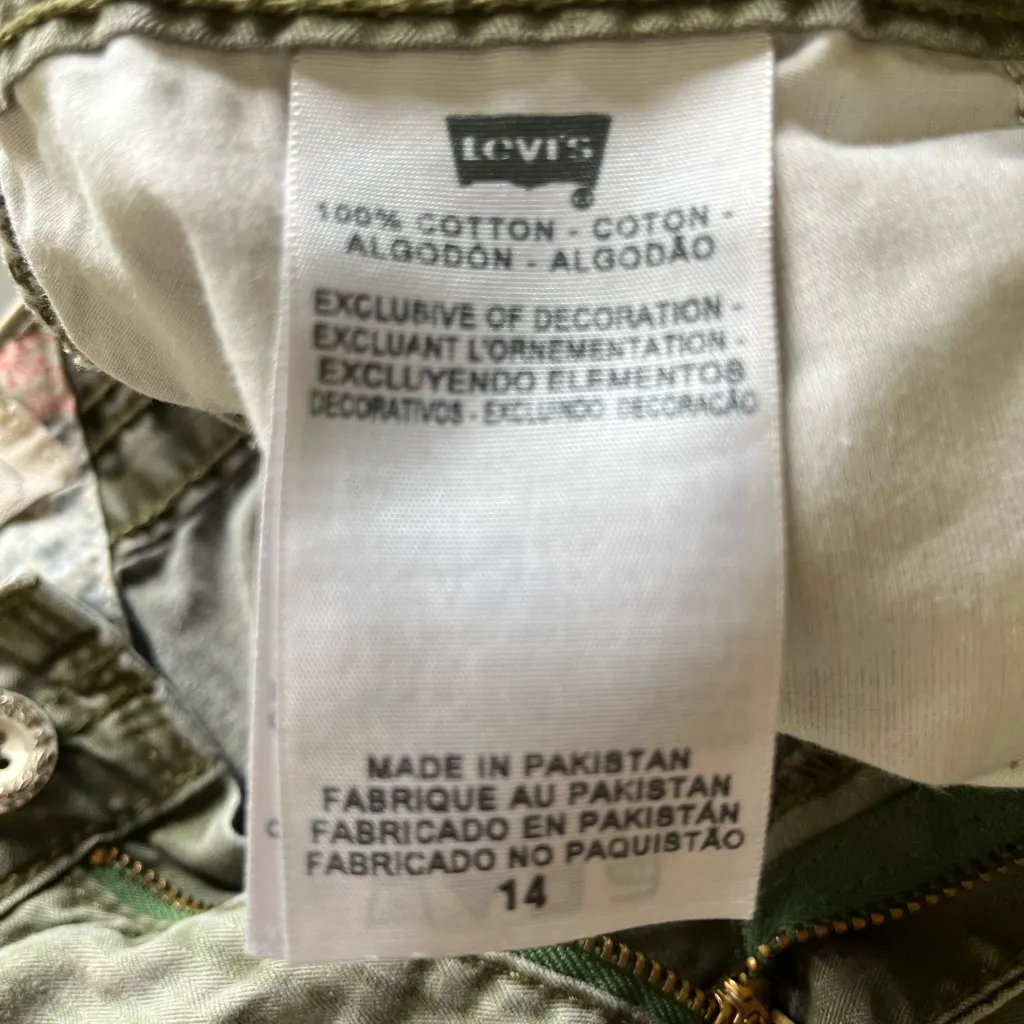 Levi's
®
100% COTTON - COTON -
ALGODÓN - ALGODÃO
EXCLUSIVE OF DECORATION -
EXCLUANT L'ORNEMENTATION -
EXCLUYENDO ELEMENTOS
DECORATIVOS - EXCLUINDO DECORAÇÃO
MADE IN PAKISTAN
FABRIQUE AU PAKISTAN
FABRICADO EN PAKISTÁN
FABRICADO NO PAQUISTÃO
14